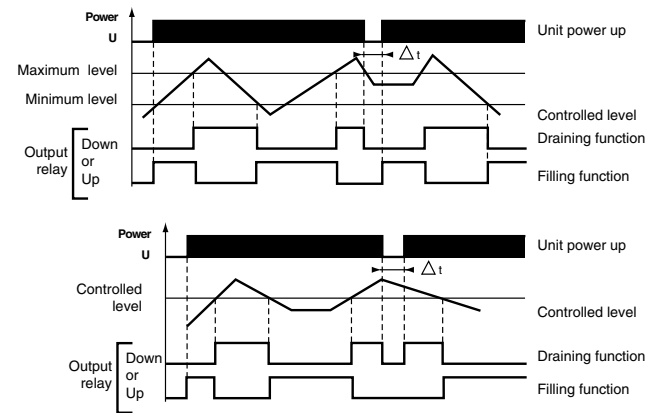 Power
U
Unit power up
Δ t
Maximum level
Minimum level
Controlled level
Output relay
Down
or
Up
Draining function
Filling function
Power
U
Unit power up
Δ t
Controlled level
Controlled level
Output relay
Down
or
Up
Draining function
Filling function